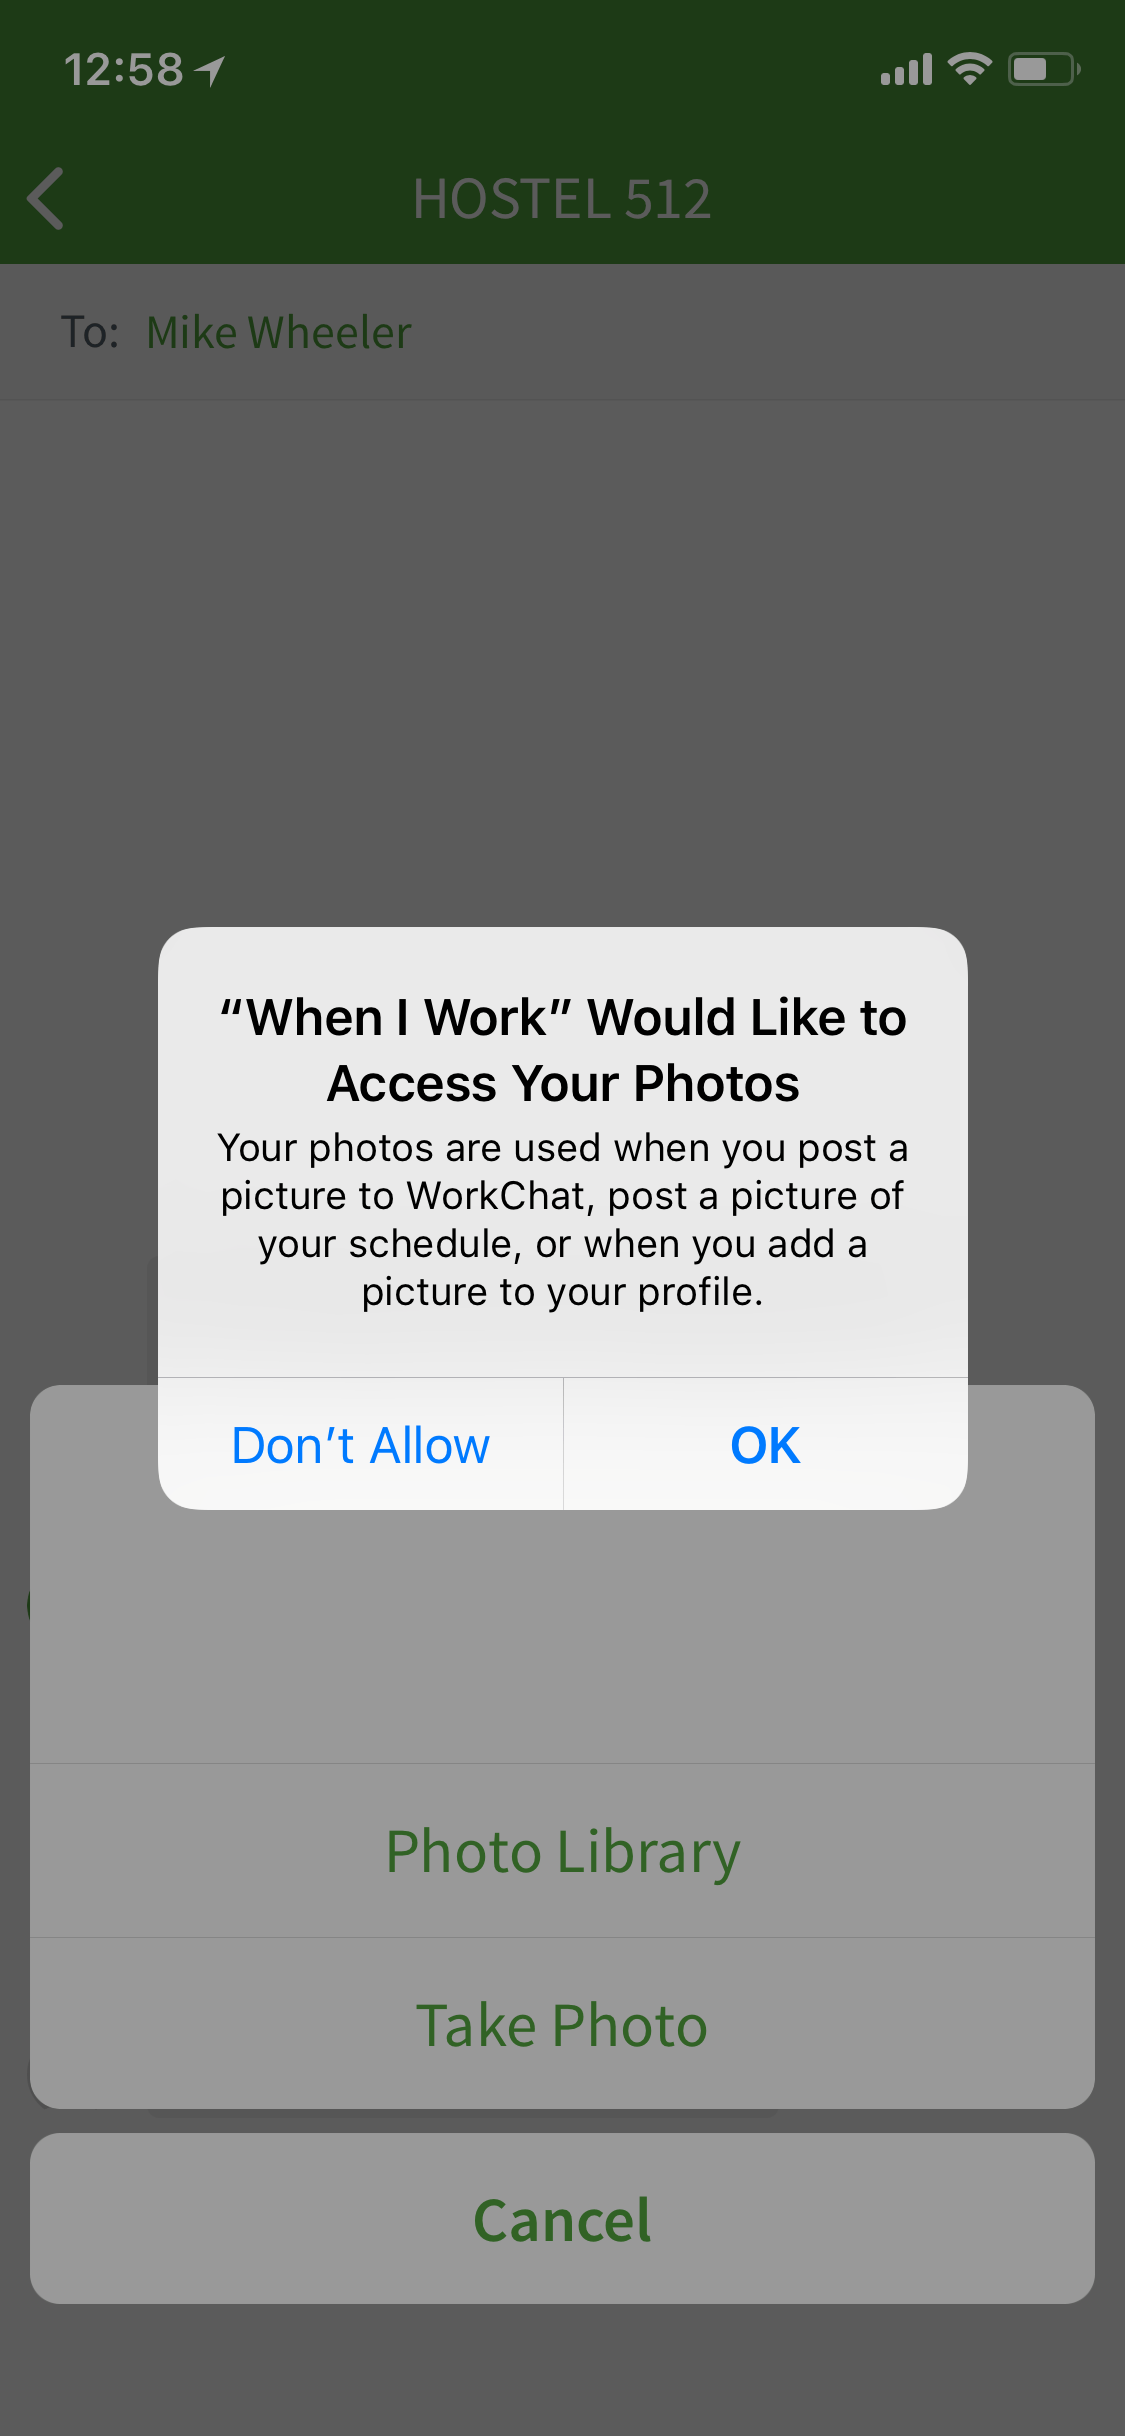 12:58
HOSTEL 512
To: Mike Wheeler
“When I Work” Would Like to
Access Your Photos
Your photos are used when you post a
picture to WorkChat, post a picture of
your schedule, or when you add a
picture to your profile.
Don’t Allow
OK
Photo Library
Take Photo
Cancel